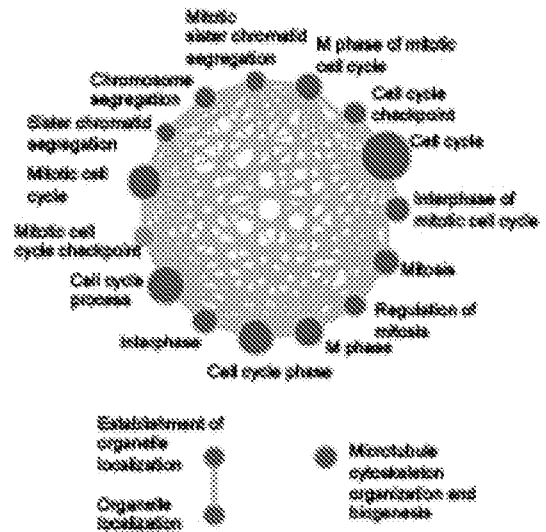 Mitotic
sister chromatid
segregation
M phase of mitotic
cell cycle
Chromosome
segregation
Cell cycle
checkpoint
Sister chromatid
segregation
Cell cycle
Mitotic cell
cycle
Interphase of
mitotic cell cycle
Mitotic cell
cycle checkpoint
Mitosis
Cell cycle
process
Regulation of
mitosis
Interphase
M phase
Cell cycle phase
Establishment of
organelle
localization
Organelle
localization
Microtubule
cytoskeleton
organization and
biogenesis